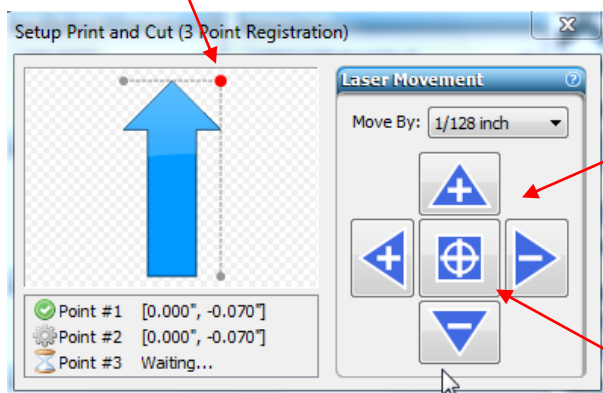 Setup Print and Cut (3 Point Registration)
Laser Movement
Move By: 1/128 inch
Point #1 [0.000", -0.070"]
Point #2 [0.000", -0.070"]
Point #3 Waiting...